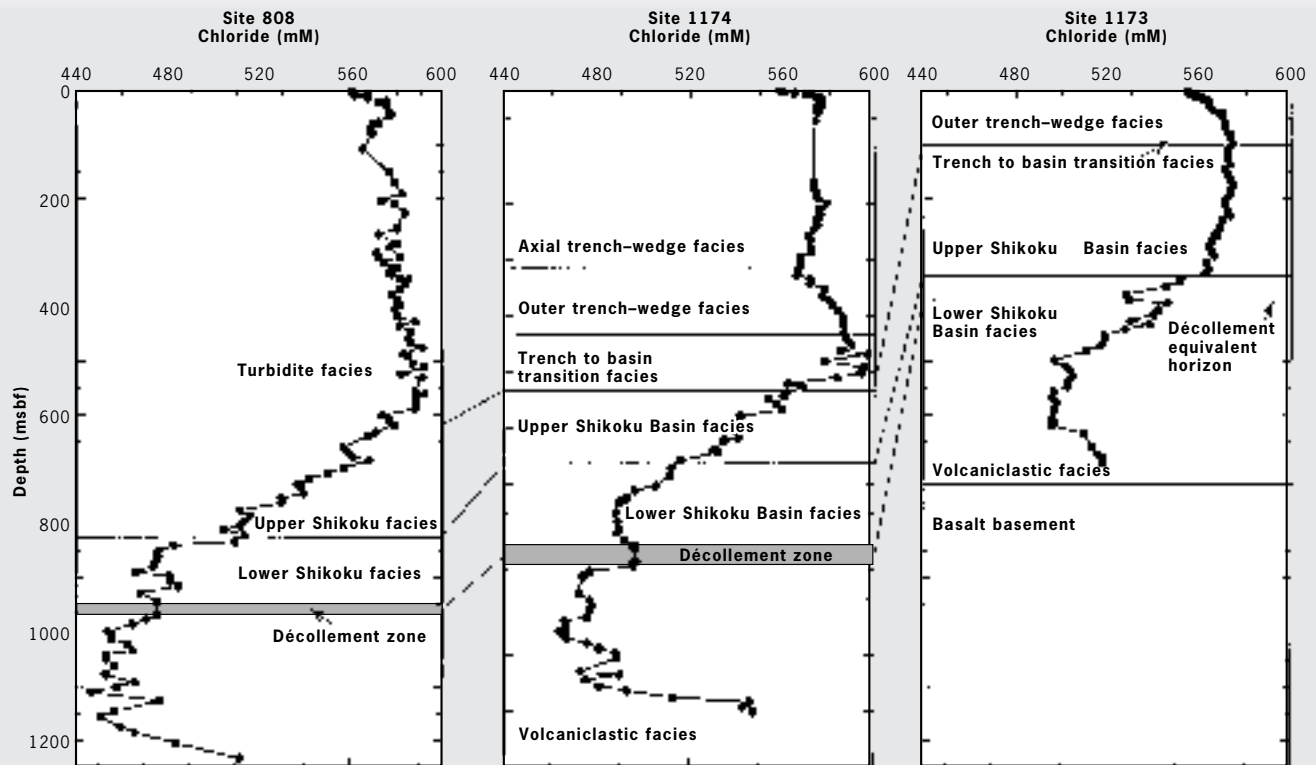 Site 808
Chloride (mM)
440 480 520 560 600
Site 1174
Chloride (mM)
440 480 520 560 600
Site 1173
Chloride (mM)
440 480 520 560 600
Depth (msbf)
0
200
400
600
800
1000
1200
Turbidite facies
Upper Shikoku facies
Lower Shikoku facies
Décollement zone
Axial trench–wedge facies
Outer trench–wedge facies
Trench to basin
transition facies
Upper Shikoku Basin facies
Lower Shikoku Basin facies
Décollement zone
Volcaniclastic facies
Outer trench–wedge facies
Trench to basin transition facies
Upper Shikoku Basin facies
Lower Shikoku
Basin facies
Décollement
equivalent
horizon
Volcaniclastic facies
Basalt basement